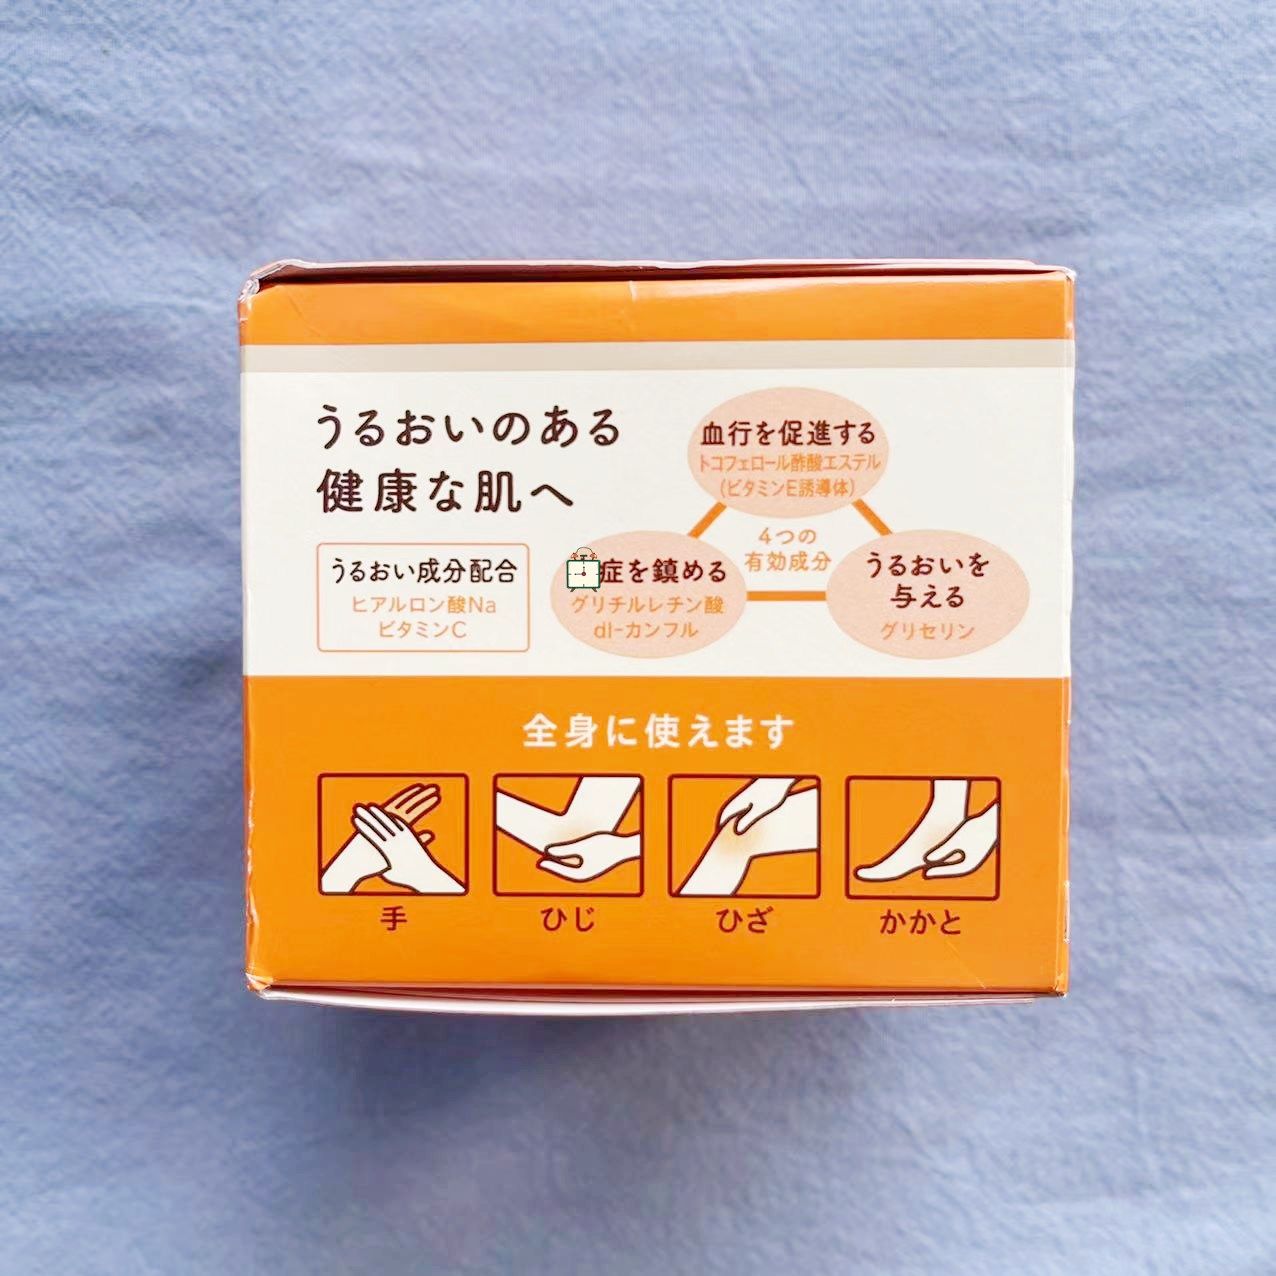 うるおいのある
健康な肌へ
うるおい成分配合
ヒアルロン酸Na
ビタミンC
血行を促進する
トコフェロール酢酸エステル
(ビタミンE誘導体)
4つの
有効成分
症を鎮める
グリチルレチン酸
dl-カンフル
うるおいを
与える
グリセリン
全身に使えます
手
ひじ
ひざ
かかと